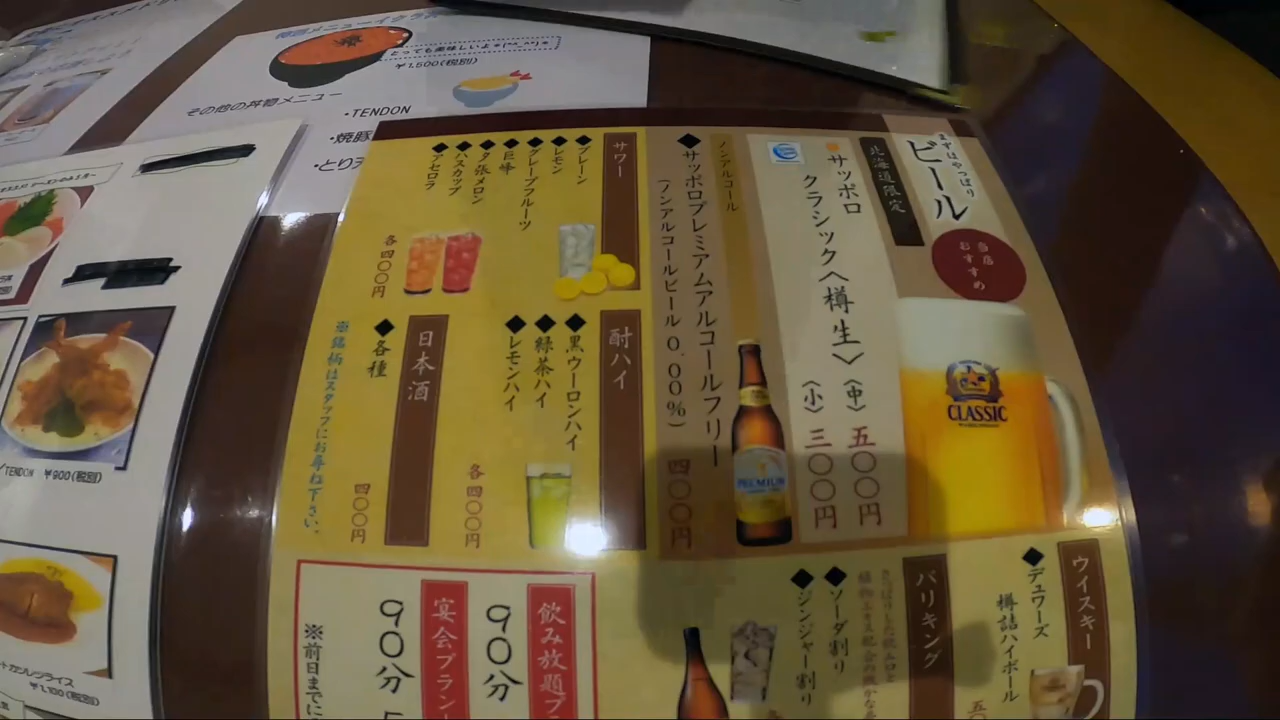 とっても美味しいよ
¥1,500(税別)
その他の丼物メニュー
・TENDON
・焼豚
・とり天
まずはやっぱり
ビール
当店
おすすめ
北海道限定
サッポロ
クラシック〈樽生〉
〈中〉五〇〇円
〈小〉三〇〇円
CLASSIC
ノンアルコール
◆サッポロプレミアムアルコールフリー
(ノンアルコールビール 0.00%)
四〇〇円
PREMIUM
サワー
◆プレーン
◆レモン
◆グレープフルーツ
◆巨峰
◆夕張メロン
◆ハスカップ
◆アセロラ
各四〇〇円
酎ハイ
◆黒ウーロンハイ
◆緑茶ハイ
◆レモンハイ
各四〇〇円
日本酒
◆各種
四〇〇円
※銘柄はスタッフにお尋ね下さい。
ウイスキー
◆デュワーズ
樽詰ハイボール
バリキング
◆ソーダ割り
◆ジンジャー割り
飲み放題プ
90分
宴会プラン
90分
※前日までに
TENDON ¥900(税別)
¥1,100(税別)